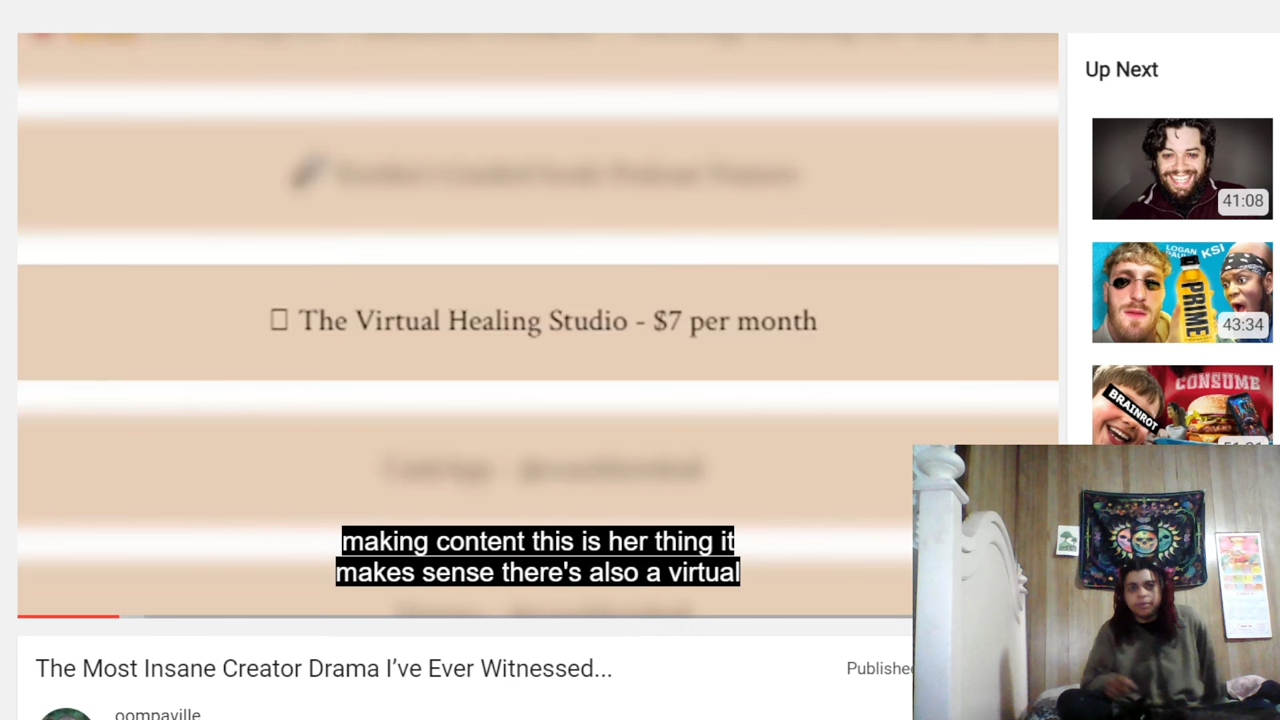 Up Next
41:08
LOGAN
PAUL
KSI
PRIME
43:34
CONSUME
BRAINROT
The Virtual Healing Studio - $7 per month
making content this is her thing it
makes sense there's also a virtual
The Most Insane Creator Drama I’ve Ever Witnessed...
Published
oompaville